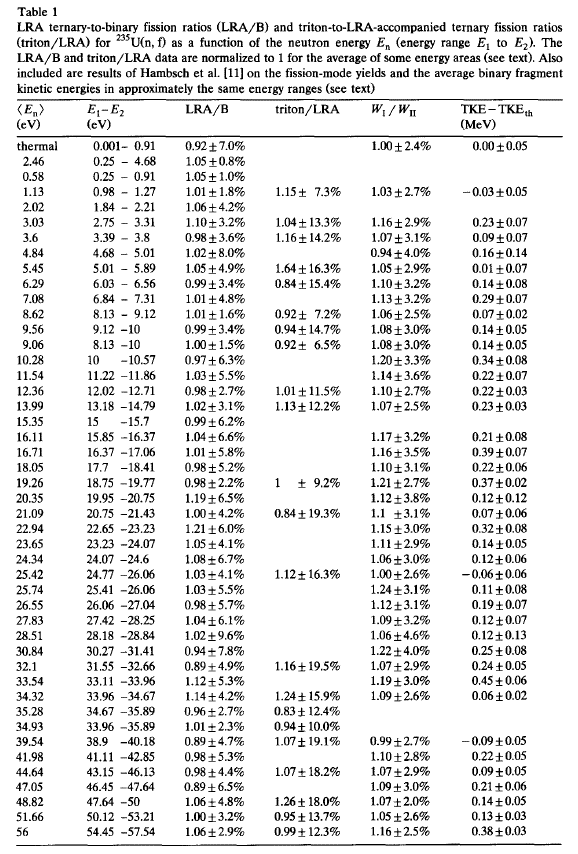 Table 1
LRA ternary-to-binary fission ratios (LRA/B) and triton-to-LRA-accompanied ternary fission ratios
(triton/LRA) for ²³⁵U(n, f) as a function of the neutron energy Eₙ (energy range E₁ to E₂). The
LRA/B and triton/LRA data are normalized to 1 for the average of some energy areas (see text). Also
included are results of Hambsch et al. [11] on the fission-mode yields and the average binary fragment
kinetic energies in approximately the same energy ranges (see text)
⟨Eₙ⟩ E₁–E₂ LRA/B triton/LRA W_I/W_II TKE−TKE_th
(eV) (eV) (MeV)
thermal 0.001– 0.91 0.92±7.0% 1.00±2.4% 0.00±0.05
2.46 0.25 – 4.68 1.05±0.8%
0.58 0.25 – 0.91 1.05±1.0%
1.13 0.98 – 1.27 1.01±1.8% 1.15± 7.3% 1.03±2.7% −0.03±0.05
2.02 1.84 – 2.21 1.06±4.2%
3.03 2.75 – 3.31 1.10±3.2% 1.04±13.3% 1.16±2.9% 0.23±0.07
3.6 3.39 – 3.8 0.98±3.6% 1.16±14.2% 1.07±3.1% 0.09±0.07
4.84 4.68 – 5.01 1.02±8.0% 0.94±4.0% 0.16±0.14
5.45 5.01 – 5.89 1.05±4.9% 1.64±16.3% 1.05±2.9% 0.01±0.07
6.29 6.03 – 6.56 0.99±3.4% 0.84±15.4% 1.10±3.2% 0.14±0.08
7.08 6.84 – 7.31 1.01±4.8% 1.13±3.2% 0.29±0.07
8.62 8.13 – 9.12 1.01±1.6% 0.92± 7.2% 1.06±2.5% 0.07±0.02
9.56 9.12 –10 0.99±3.4% 0.94±14.7% 1.08±3.0% 0.14±0.05
9.06 8.13 –10 1.00±1.5% 0.92± 6.5% 1.08±3.0% 0.14±0.05
10.28 10 –10.57 0.97±6.3% 1.20±3.3% 0.34±0.08
11.54 11.22 –11.86 1.03±5.5% 1.14±3.6% 0.22±0.07
12.36 12.02 –12.71 0.98±2.7% 1.01±11.5% 1.10±2.7% 0.22±0.03
13.99 13.18 –14.79 1.02±3.1% 1.13±12.2% 1.07±2.5% 0.23±0.03
15.35 15 –15.7 0.99±6.2%
16.11 15.85 –16.37 1.04±6.6% 1.17±3.2% 0.21±0.08
16.71 16.37 –17.06 1.01±5.8% 1.16±3.5% 0.39±0.07
18.05 17.7 –18.41 0.98±5.2% 1.10±3.1% 0.22±0.06
19.26 18.75 –19.77 0.98±2.2% 1 ± 9.2% 1.21±2.7% 0.37±0.02
20.35 19.95 –20.75 1.19±6.5% 1.12±3.8% 0.12±0.12
21.09 20.75 –21.43 1.00±4.2% 0.84±19.3% 1.1 ±3.1% 0.07±0.06
22.94 22.65 –23.23 1.21±6.0% 1.15±3.0% 0.32±0.08
23.65 23.23 –24.07 1.05±4.1% 1.11±2.9% 0.14±0.05
24.34 24.07 –24.6 1.08±6.7% 1.06±3.0% 0.12±0.06
25.42 24.77 –26.06 1.03±4.1% 1.12±16.3% 1.00±2.6% −0.06±0.06
25.74 25.41 –26.06 1.03±5.5% 1.24±3.1% 0.11±0.08
26.55 26.06 –27.04 0.98±5.7% 1.12±3.1% 0.19±0.07
27.83 27.42 –28.25 1.04±6.1% 1.09±3.2% 0.12±0.07
28.51 28.18 –28.84 1.02±9.6% 1.06±4.6% 0.12±0.13
30.84 30.27 –31.41 0.94±7.8% 1.22±4.0% 0.25±0.08
32.1 31.55 –32.66 0.89±4.9% 1.16±19.5% 1.07±2.9% 0.24±0.05
33.54 33.11 –33.96 1.12±5.3% 1.19±3.0% 0.45±0.06
34.32 33.96 –34.67 1.14±4.2% 1.24±15.9% 1.09±2.6% 0.06±0.02
35.28 34.67 –35.89 0.96±2.7% 0.83±12.4%
34.93 33.96 –35.89 1.01±2.3% 0.94±10.0%
39.54 38.9 –40.18 0.89±4.7% 1.07±19.1% 0.99±2.7% −0.09±0.05
41.98 41.11 –42.85 0.98±5.3% 1.10±2.8% 0.22±0.05
44.64 43.15 –46.13 0.98±4.4% 1.07±18.2% 1.07±2.9% 0.09±0.05
47.05 46.45 –47.64 0.89±6.5% 1.09±3.0% 0.21±0.06
48.82 47.64 –50 1.06±4.8% 1.26±18.0% 1.07±2.0% 0.14±0.05
51.66 50.12 –53.21 1.00±3.2% 0.95±13.7% 1.05±2.6% 0.13±0.03
56 54.45 –57.54 1.06±2.9% 0.99±12.3% 1.16±2.5% 0.38±0.03